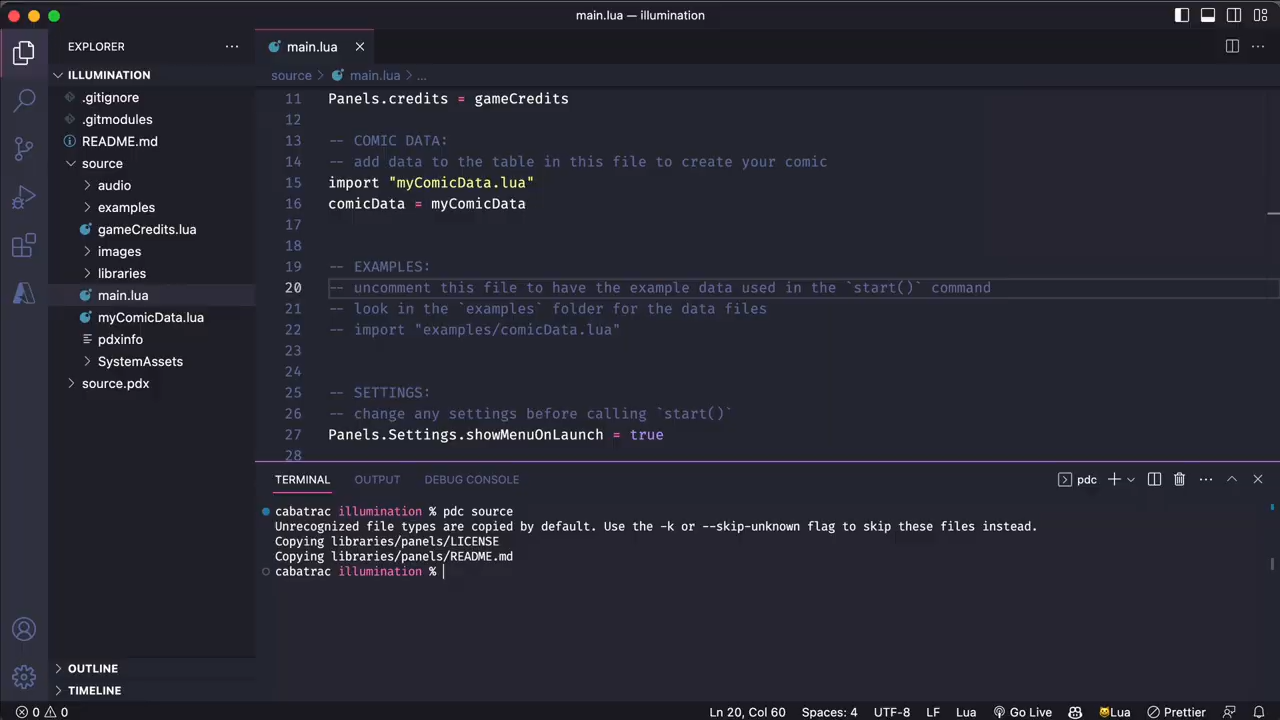 main.lua — illumination
EXPLORER
main.lua
ILLUMINATION
source > main.lua > ...
.gitignore
.gitmodules
README.md
source
audio
examples
gameCredits.lua
images
libraries
main.lua
myComicData.lua
pdxinfo
SystemAssets
source.pdx
OUTLINE
TIMELINE
11 Panels.credits = gameCredits
12
13 -- COMIC DATA:
14 -- add data to the table in this file to create your comic
15 import "myComicData.lua"
16 comicData = myComicData
17
18
19 -- EXAMPLES:
20 -- uncomment this file to have the example data used in the `start()` command
21 -- look in the `examples` folder for the data files
22 -- import "examples/comicData.lua"
23
24
25 -- SETTINGS:
26 -- change any settings before calling `start()`
27 Panels.Settings.showMenuOnLaunch = true
28
TERMINAL OUTPUT DEBUG CONSOLE pdc
cabatrac illumination % pdc source
Unrecognized file types are copied by default. Use the -k or --skip-unknown flag to skip these files instead.
Copying libraries/panels/LICENSE
Copying libraries/panels/README.md
cabatrac illumination %
0 0 Ln 20, Col 60 Spaces: 4 UTF-8 LF Lua Go Live Lua Prettier